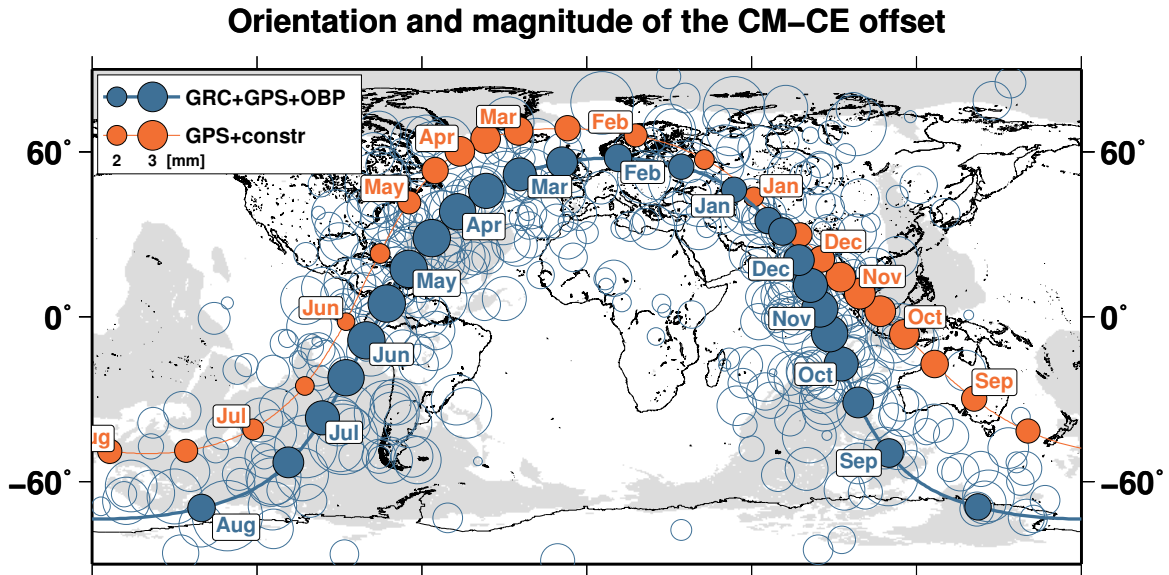 Orientation and magnitude of the CM−CE offset
GRC+GPS+OBP
GPS+constr
2 3 [mm]
60˚
0˚
−60˚
60˚
0˚
−60˚
Mar
Apr
May
Jun
Jul
ug
Feb
Jan
Dec
Nov
Oct
Sep
Feb
Mar
Apr
May
Jun
Jul
Aug
Jan
Dec
Nov
Oct
Sep